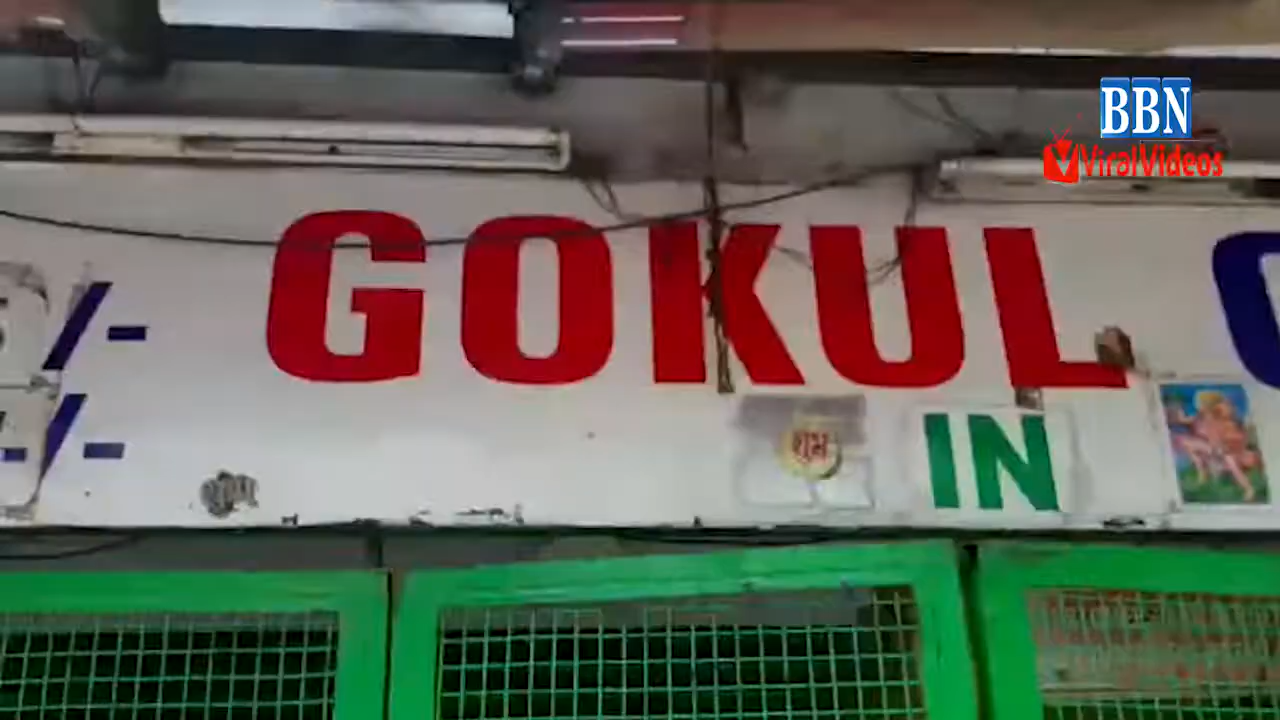 BBN
ViralVideos
GOKUL
/-
/-
શુભ
IN